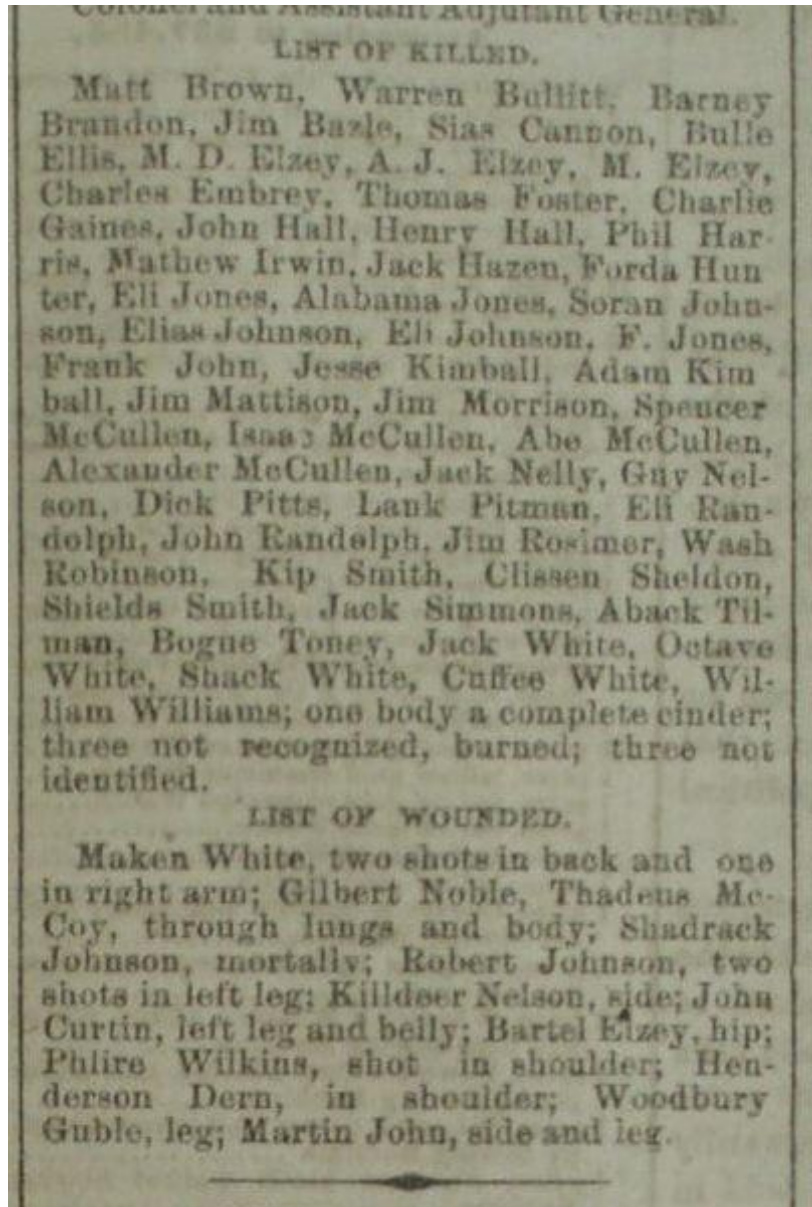 Colonel and Assistant Adjutant General.
LIST OF KILLED.
Matt Brown, Warren Bullitt, Barney
Brandon, Jim Bazle, Sias Cannon, Bulle
Ellis, M. D. Elzey, A. J. Elzey, M. Elzey,
Charles Embrey, Thomas Foster, Charlie
Gaines, John Hall, Henry Hall, Phil Har-
ris, Mathew Irwin, Jack Hazen, Forda Hun
ter, Eli Jones, Alabama Jones, Soran John-
son, Elias Johnson, Eli Johnson, F. Jones,
Frank John, Jesse Kimball, Adam Kim
ball, Jim Mattison, Jim Morrison, Spencer
McCullen, Isaac McCullen, Abe McCullen,
Alexander McCullen, Jack Nelly, Guy Nel-
son, Dick Pitts, Lank Pitman, Eli Ran-
dolph, John Randolph, Jim Rosimer, Wash
Robinson, Kip Smith, Clissen Sheldon,
Shields Smith, Jack Simmons, Aback Til-
man, Bogue Toney, Jack White, Octave
White, Shack White, Cuffee White, Wil-
liam Williams; one body a complete cinder;
three not recognized, burned; three not
identified.
LIST OF WOUNDED.
Maken White, two shots in back and one
in right arm; Gilbert Noble, Thadeus Mc-
Coy, through lungs and body; Shadrack
Johnson, mortally; Robert Johnson, two
shots in left leg; Killdeer Nelson, side; John
Curtin, left leg and belly; Bartel Elzey, hip;
Phlire Wilkins, shot in shoulder; Hen-
derson Dern, in shoulder; Woodbury
Guble, leg; Martin John, side and leg.